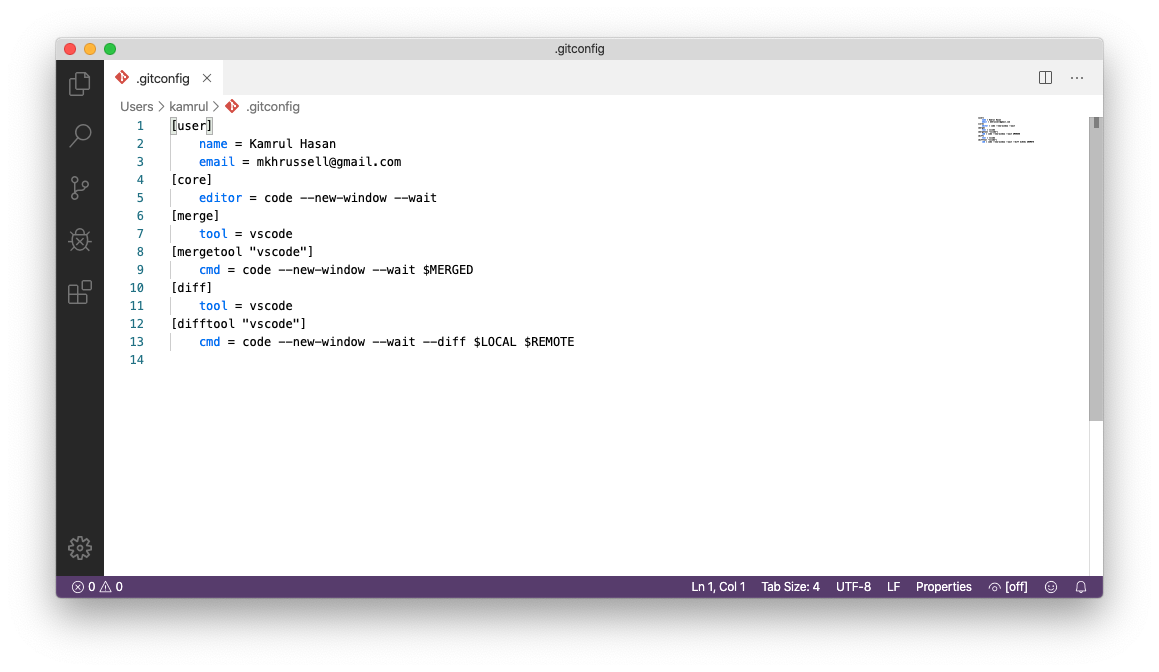 .gitconfig
.gitconfig
Users > kamrul > .gitconfig
1 [user]
2 name = Kamrul Hasan
3 email = mkhrussell@gmail.com
4 [core]
5 editor = code --new-window --wait
6 [merge]
7 tool = vscode
8 [mergetool "vscode"]
9 cmd = code --new-window --wait $MERGED
10 [diff]
11 tool = vscode
12 [difftool "vscode"]
13 cmd = code --new-window --wait --diff $LOCAL $REMOTE
14
0 0 Ln 1, Col 1 Tab Size: 4 UTF-8 LF Properties [off]